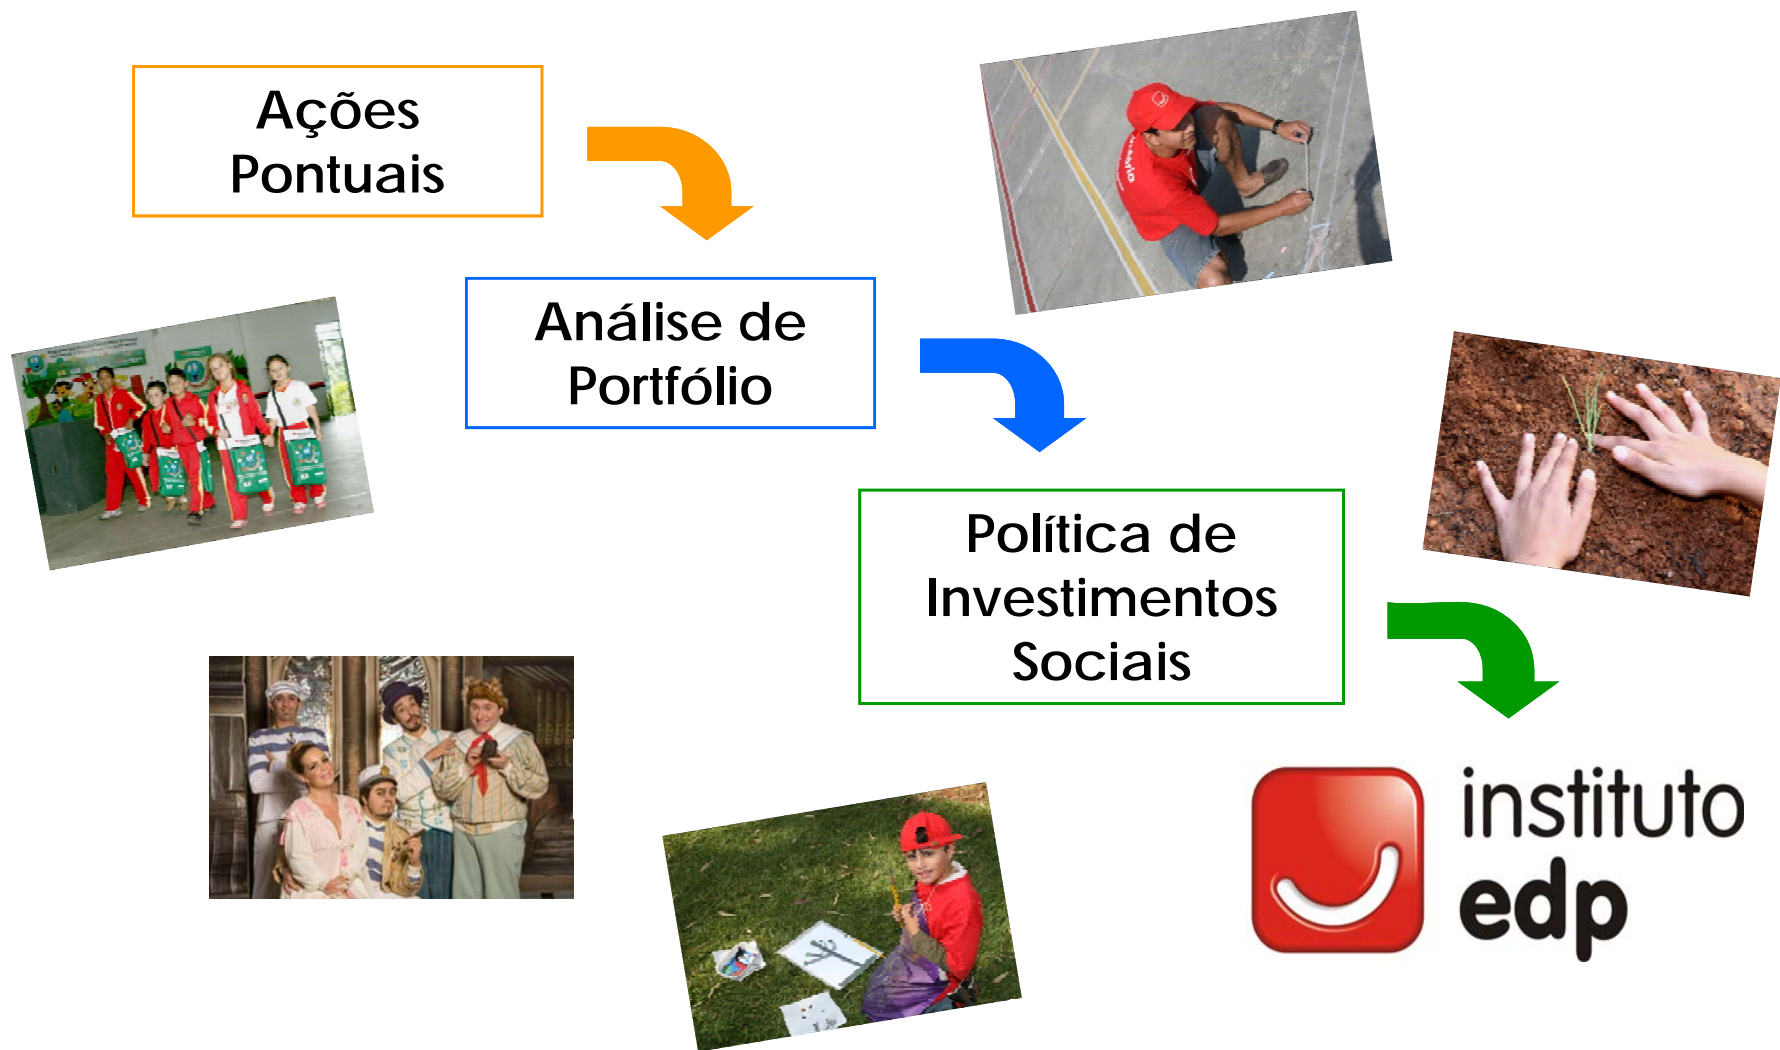 Ações
Pontuais
Análise de
Portfólio
Política de
Investimentos
Sociais
instituto
edp